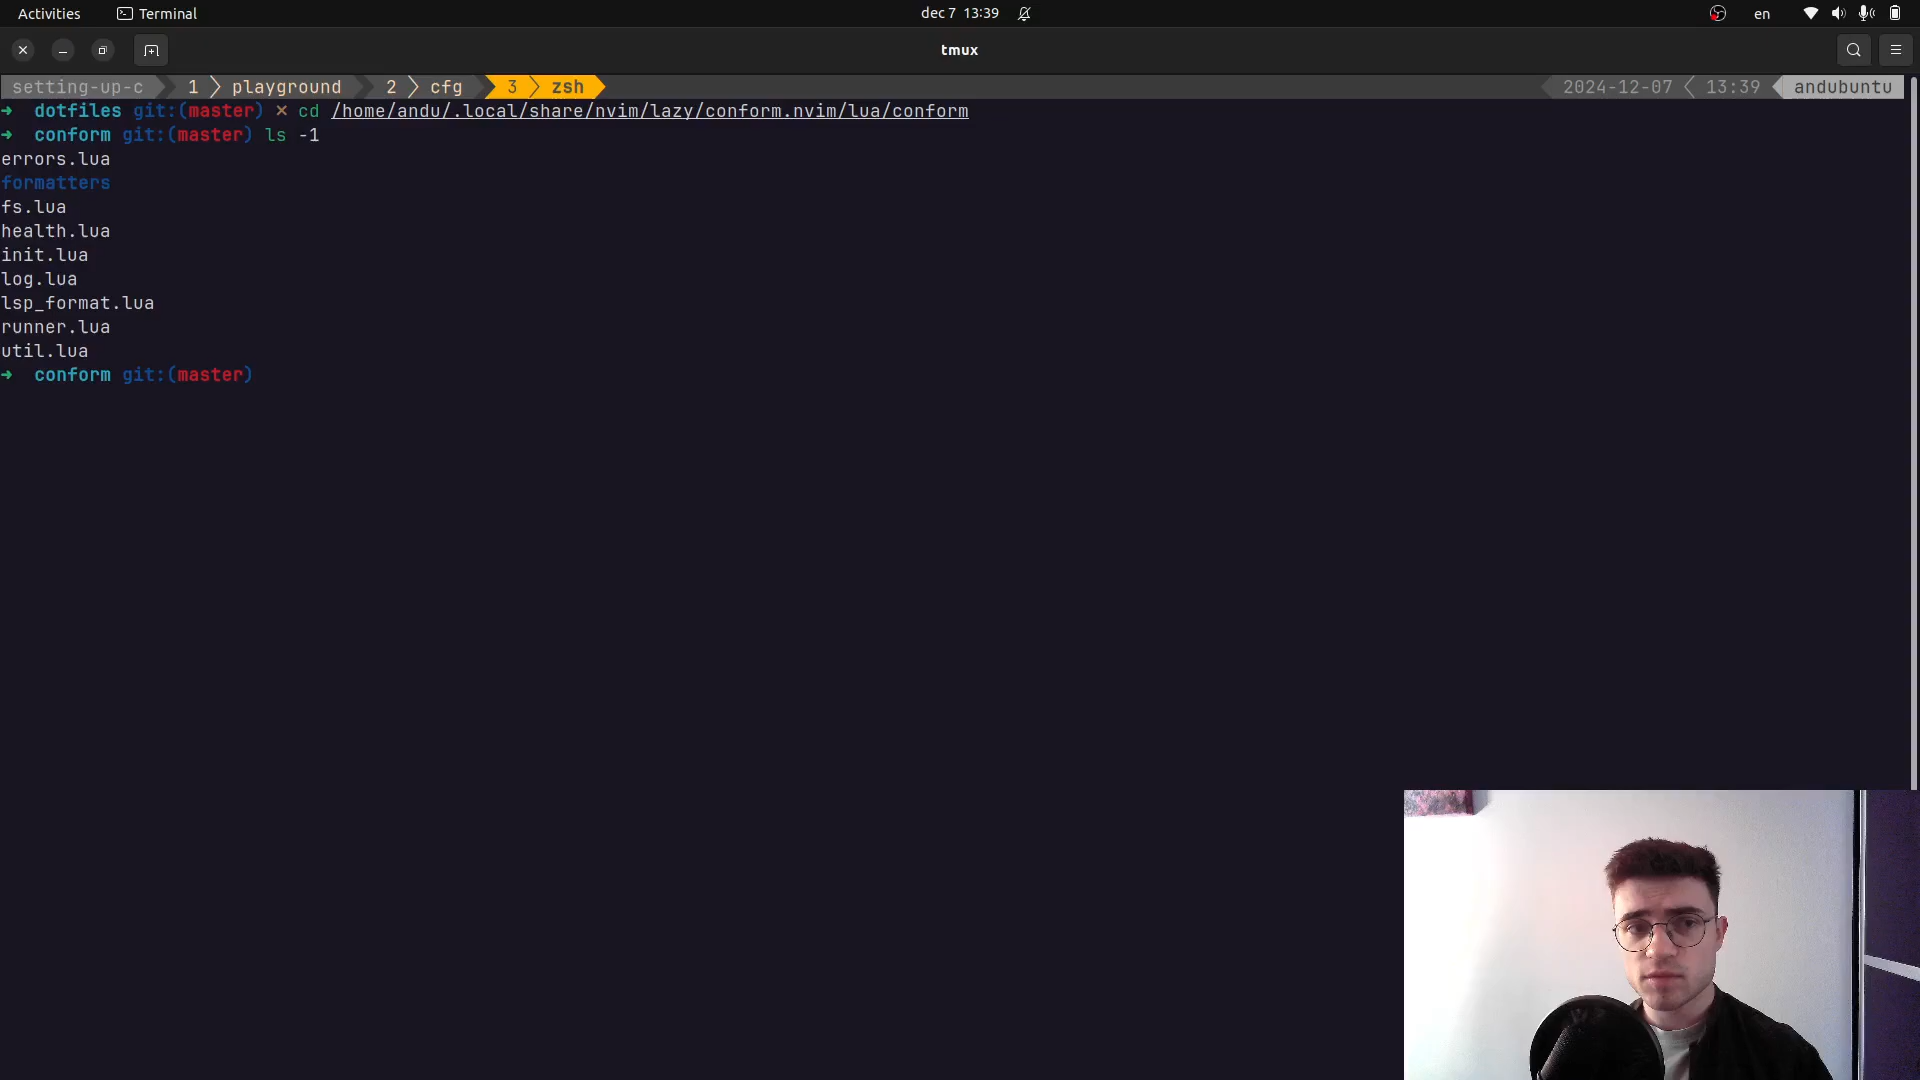 Activities
Terminal
dec 7 13:39
en
tmux
setting-up-c 1 playground 2 cfg 3 zsh 2024-12-07 13:39 andubuntu
➜ dotfiles git:(master) ✗ cd /home/andu/.local/share/nvim/lazy/conform.nvim/lua/conform
➜ conform git:(master) ls -1
errors.lua
formatters
fs.lua
health.lua
init.lua
log.lua
lsp_format.lua
runner.lua
util.lua
➜ conform git:(master)